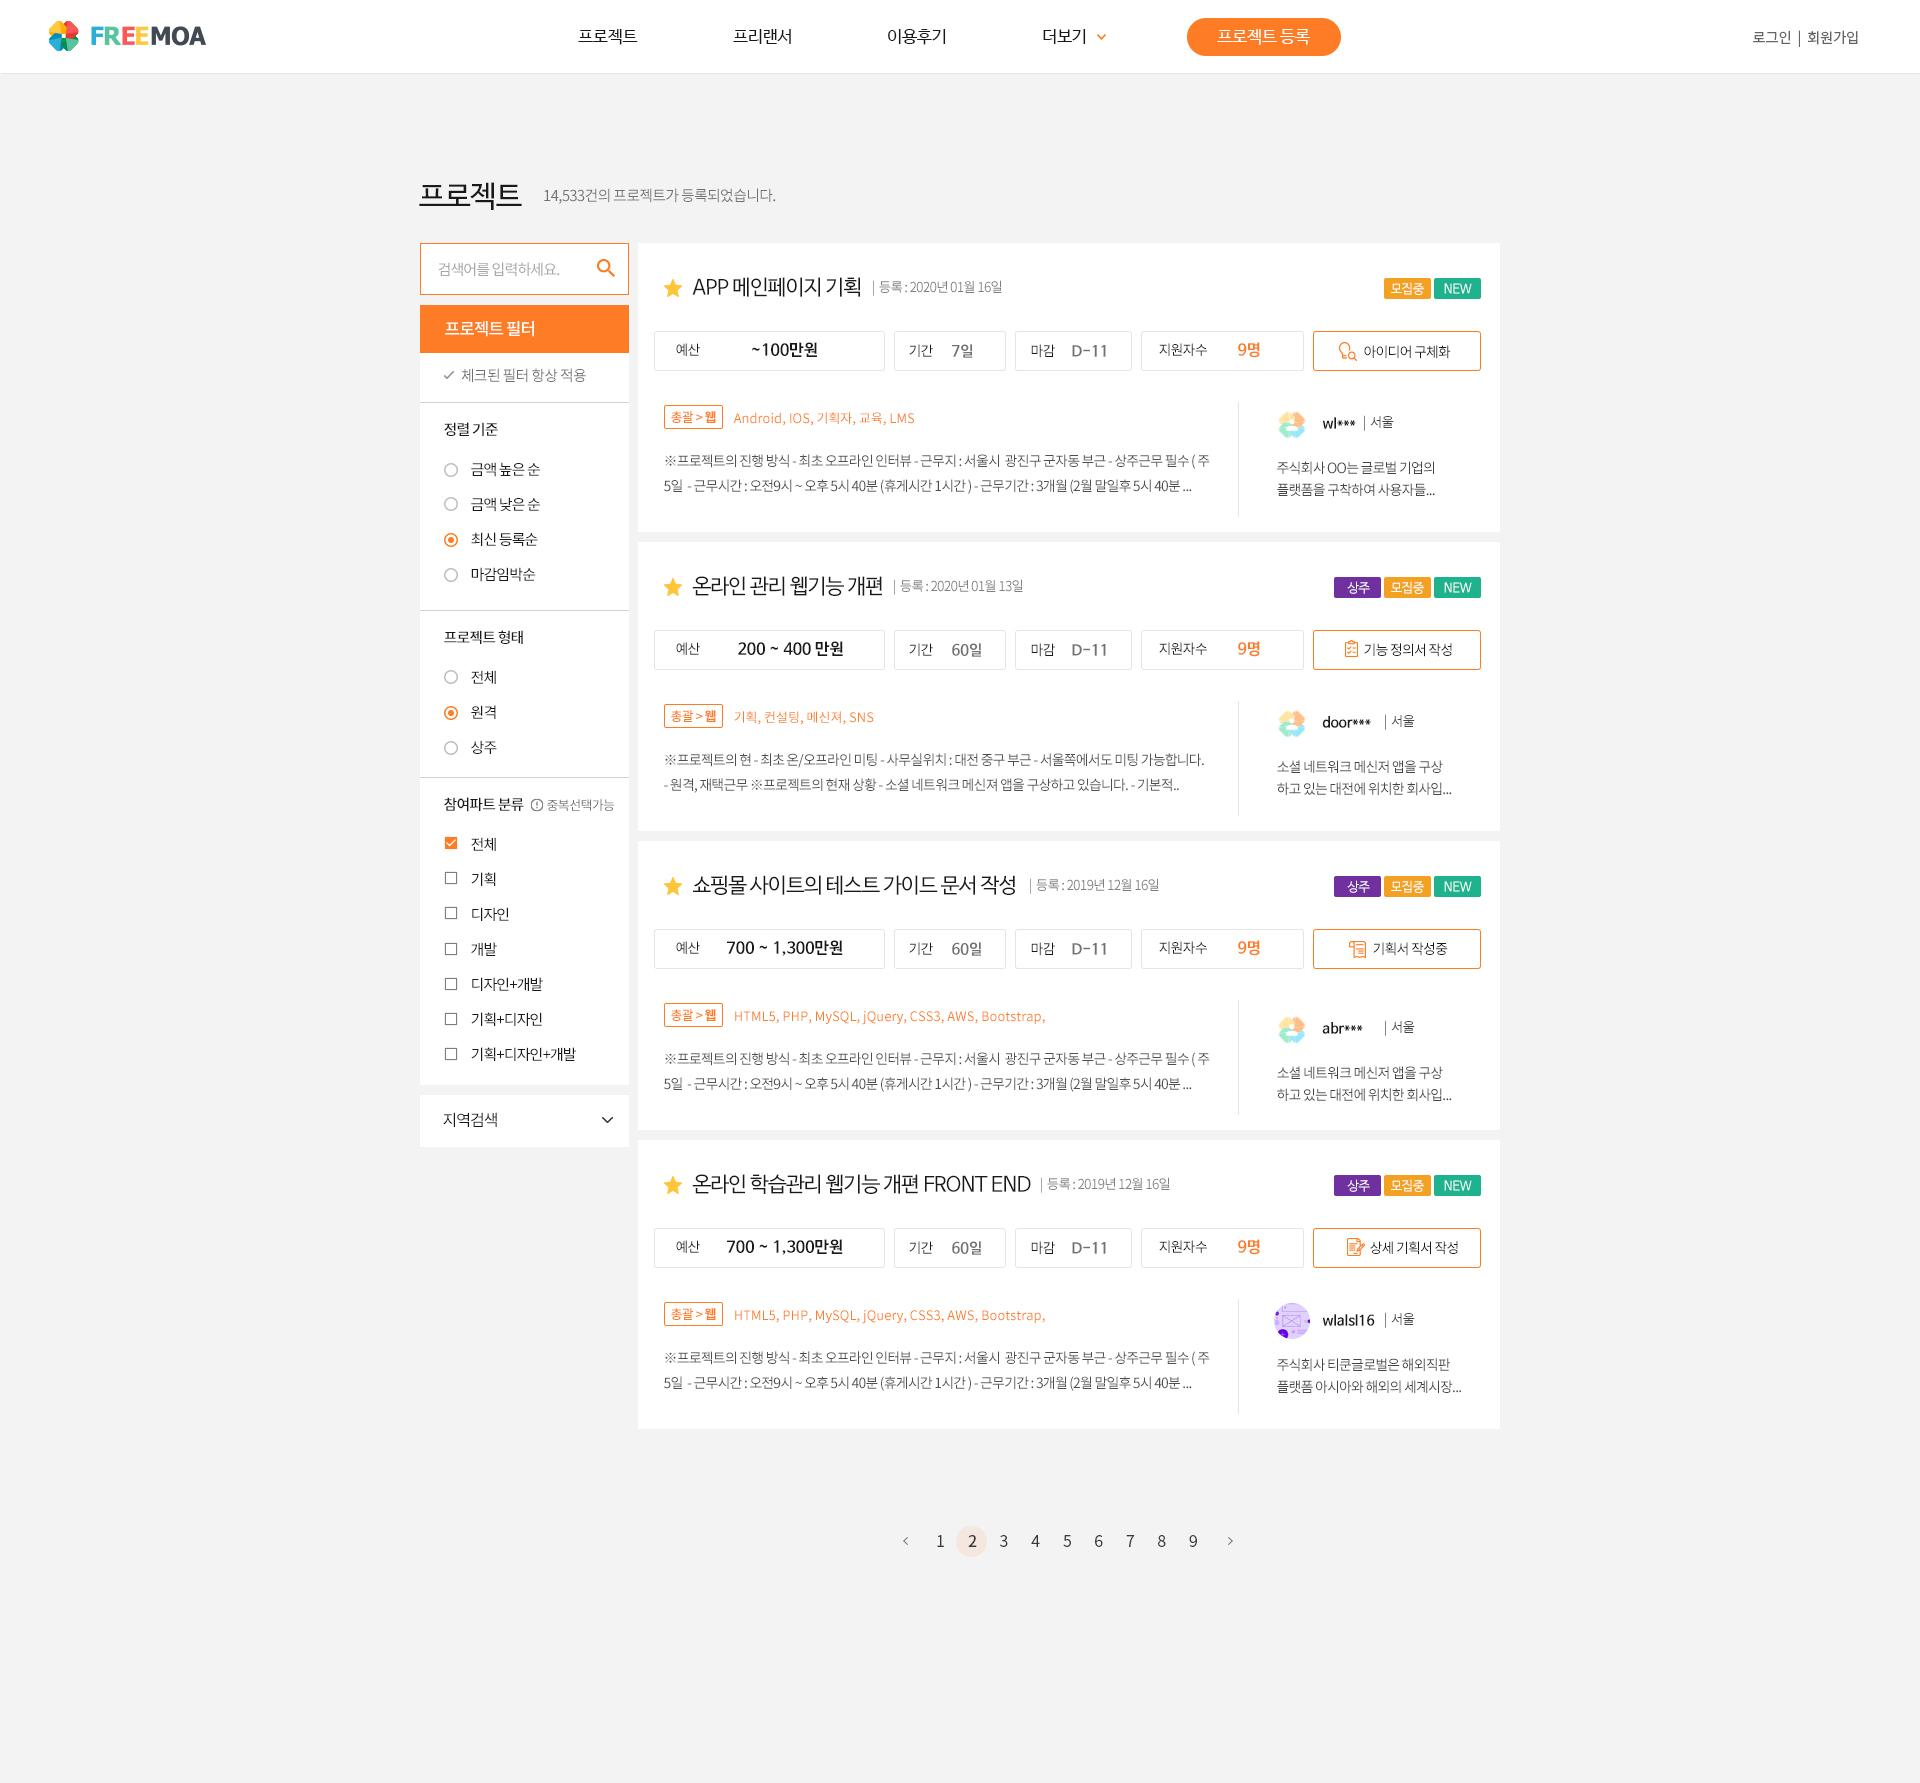 FREEMOA
프로젝트
프리랜서
이용후기
더보기
프로젝트 등록
로그인 | 회원가입
프로젝트
14,533건의 프로젝트가 등록되었습니다.
검색어를 입력하세요.
프로젝트 필터
체크된 필터 항상 적용
정렬 기준
금액 높은 순
금액 낮은 순
최신 등록순
마감임박순
프로젝트 형태
전체
원격
상주
참여파트 분류 중복선택가능
전체
기획
디자인
개발
디자인+개발
기획+디자인
기획+디자인+개발
지역검색
APP 메인페이지 기획 | 등록 : 2020년 01월 16일
모집중 NEW
예산 ~100만원
기간 7일
마감 D-11
지원자수 9명
아이디어 구체화
총괄 > 웹 Android, IOS, 기획자, 교육, LMS
※프로젝트의 진행 방식 - 최초 오프라인 인터뷰 - 근무지 : 서울시 광진구 군자동 부근 - 상주근무 필수 ( 주
5일 - 근무시간 : 오전9시 ~ 오후 5시 40분 (휴게시간 1시간 ) - 근무기간 : 3개월 (2월 말일후 5시 40분 ...
wl*** | 서울
주식회사 OO는 글로벌 기업의
플랫폼을 구착하여 사용자들...
온라인 관리 웹기능 개편 | 등록 : 2020년 01월 13일
상주 모집중 NEW
예산 200 ~ 400 만원
기간 60일
마감 D-11
지원자수 9명
기능 정의서 작성
총괄 > 웹 기획, 컨설팅, 메신져, SNS
※프로젝트의 현 - 최초 온/오프라인 미팅 - 사무실위치 : 대전 중구 부근 - 서울쪽에서도 미팅 가능합니다.
- 원격, 재택근무 ※프로젝트의 현재 상황 - 소셜 네트워크 메신져 앱을 구상하고 있습니다. - 기본적..
door*** | 서울
소셜 네트워크 메신저 앱을 구상
하고 있는 대전에 위치한 회사입...
쇼핑몰 사이트의 테스트 가이드 문서 작성 | 등록 : 2019년 12월 16일
상주 모집중 NEW
예산 700 ~ 1,300만원
기간 60일
마감 D-11
지원자수 9명
기획서 작성중
총괄 > 웹 HTML5, PHP, MySQL, jQuery, CSS3, AWS, Bootstrap,
※프로젝트의 진행 방식 - 최초 오프라인 인터뷰 - 근무지 : 서울시 광진구 군자동 부근 - 상주근무 필수 ( 주
5일 - 근무시간 : 오전9시 ~ 오후 5시 40분 (휴게시간 1시간 ) - 근무기간 : 3개월 (2월 말일후 5시 40분 ...
abr*** | 서울
소셜 네트워크 메신저 앱을 구상
하고 있는 대전에 위치한 회사입...
온라인 학습관리 웹기능 개편 FRONT END | 등록 : 2019년 12월 16일
상주 모집중 NEW
예산 700 ~ 1,300만원
기간 60일
마감 D-11
지원자수 9명
상세 기획서 작성
총괄 > 웹 HTML5, PHP, MySQL, jQuery, CSS3, AWS, Bootstrap,
※프로젝트의 진행 방식 - 최초 오프라인 인터뷰 - 근무지 : 서울시 광진구 군자동 부근 - 상주근무 필수 ( 주
5일 - 근무시간 : 오전9시 ~ 오후 5시 40분 (휴게시간 1시간 ) - 근무기간 : 3개월 (2월 말일후 5시 40분 ...
wlalsl16 | 서울
주식회사 티쿤글로벌은 해외직판
플랫폼 아시아와 해외의 세계시장...
1 2 3 4 5 6 7 8 9